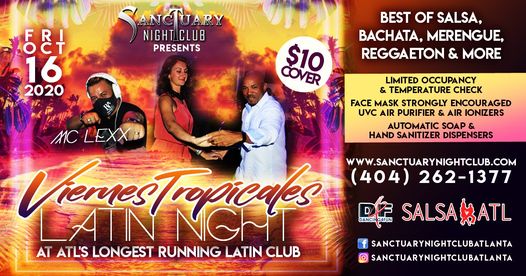 SANCTUARY
NIGHT CLUB
PRESENTS
FRI
OCT
16
2020
$10
COVER
MC LEXX
Viernes Tropicales
LATIN NIGHT
AT ATL'S LONGEST RUNNING LATIN CLUB
BEST OF SALSA,
BACHATA, MERENGUE,
REGGAETON & MORE
LIMITED OCCUPANCY
& TEMPERATURE CHECK
FACE MASK STRONGLY ENCOURAGED
UVC AIR PURIFIER & AIR IONIZERS
AUTOMATIC SOAP &
HAND SANITIZER DISPENSERS
WWW.SANCTUARYNIGHTCLUB.COM
(404) 262-1377
D4F
DANCING4FUN
SALSA ATL
SANCTUARYNIGHTCLUBATLANTA
SANCTUARYNIGHTCLUBATLANTA